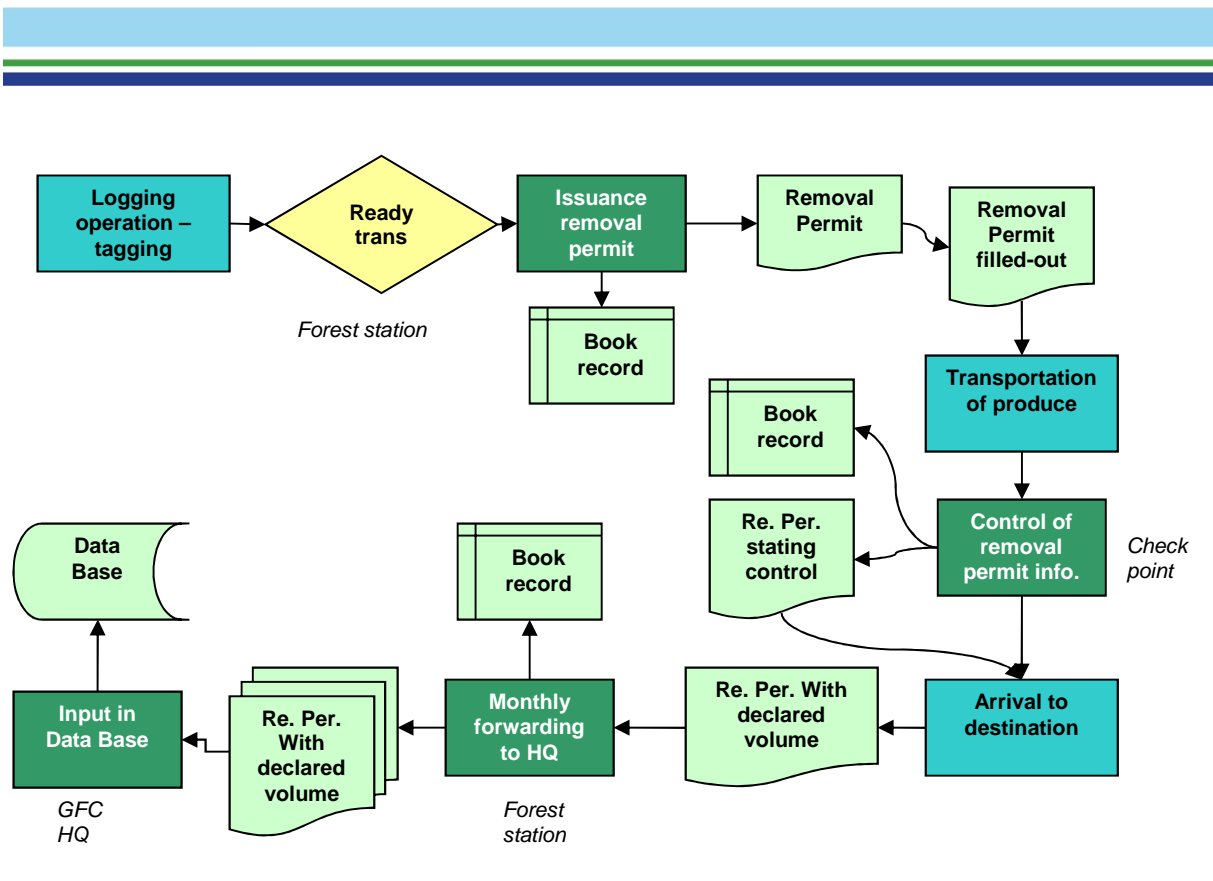 Logging
operation –
tagging
Ready
trans
Issuance
removal
permit
Removal
Permit
Removal
Permit
filled-out
Forest station
Book
record
Transportation
of produce
Book
record
Control of
removal
permit info.
Check
point
Re. Per.
stating
control
Data
Base
Book
record
Arrival to
destination
Re. Per. With
declared
volume
Monthly
forwarding
to HQ
Re. Per.
With
declared
volume
Input in
Data Base
GFC
HQ
Forest
station